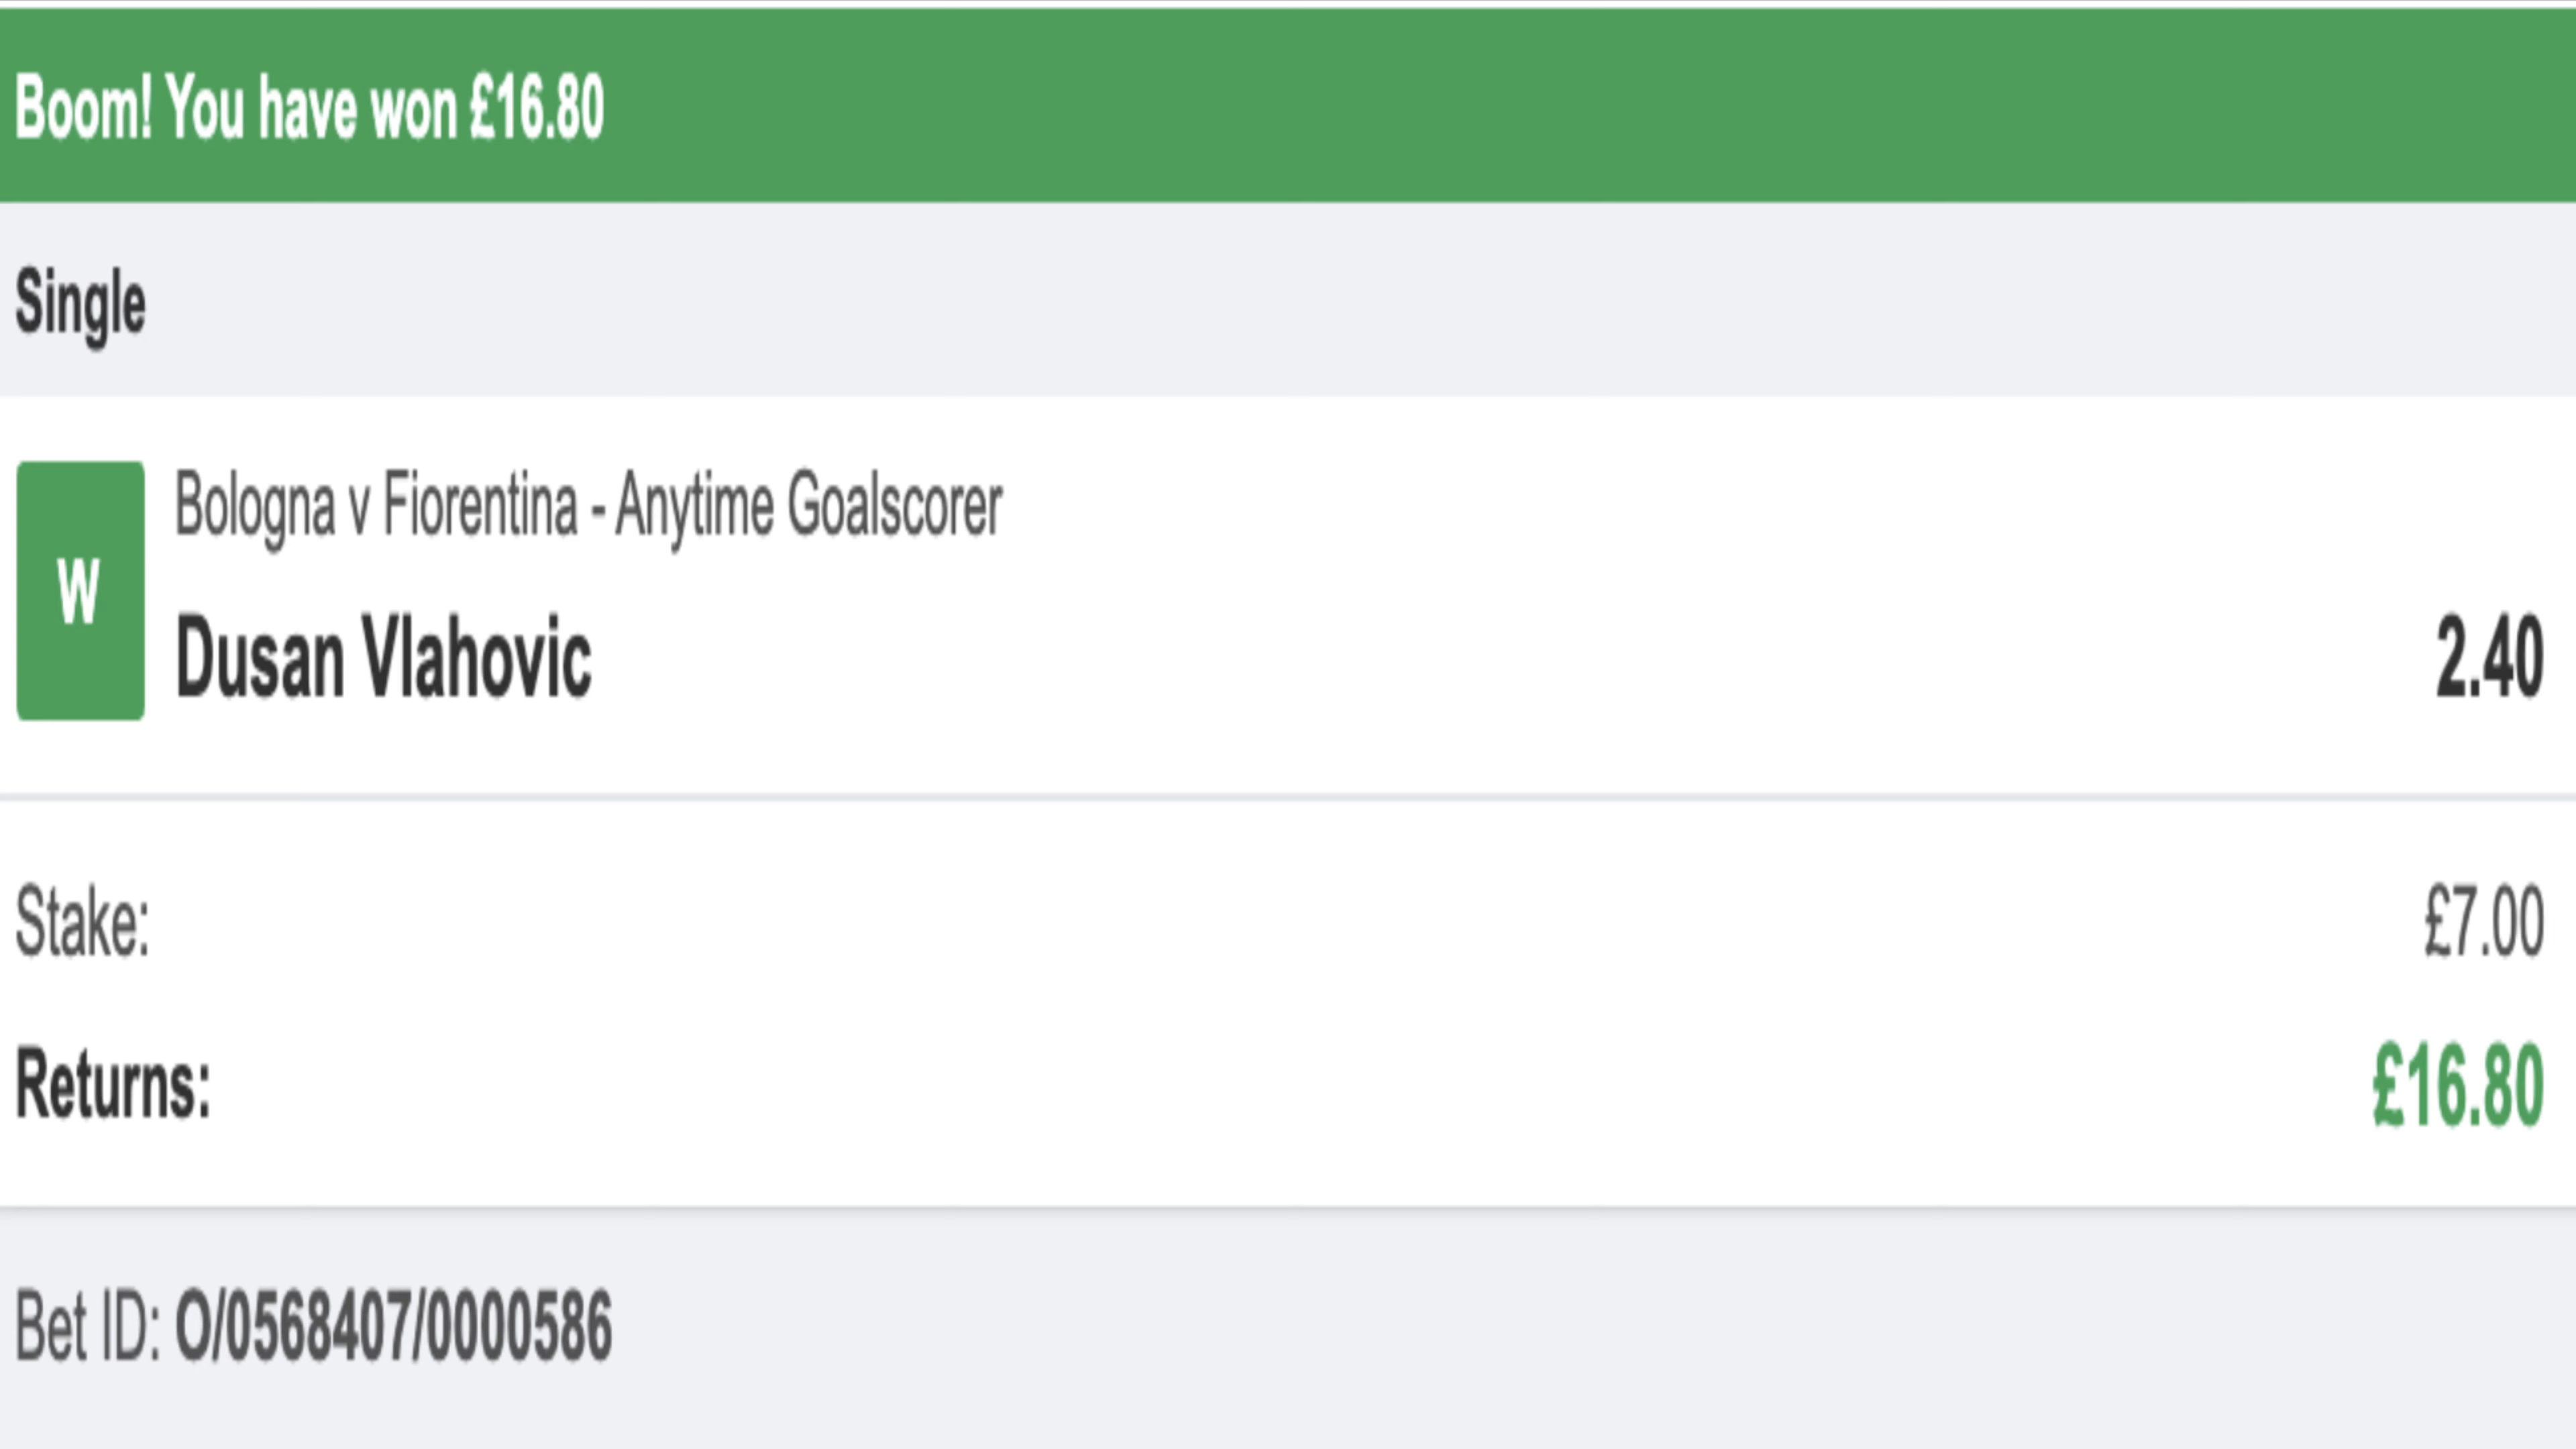 Boom! You have won £16.80
Single
W
Bologna v Fiorentina - Anytime Goalscorer
Dusan Vlahovic 2.40
Stake: £7.00
Returns: £16.80
Bet ID: O/0568407/0000586